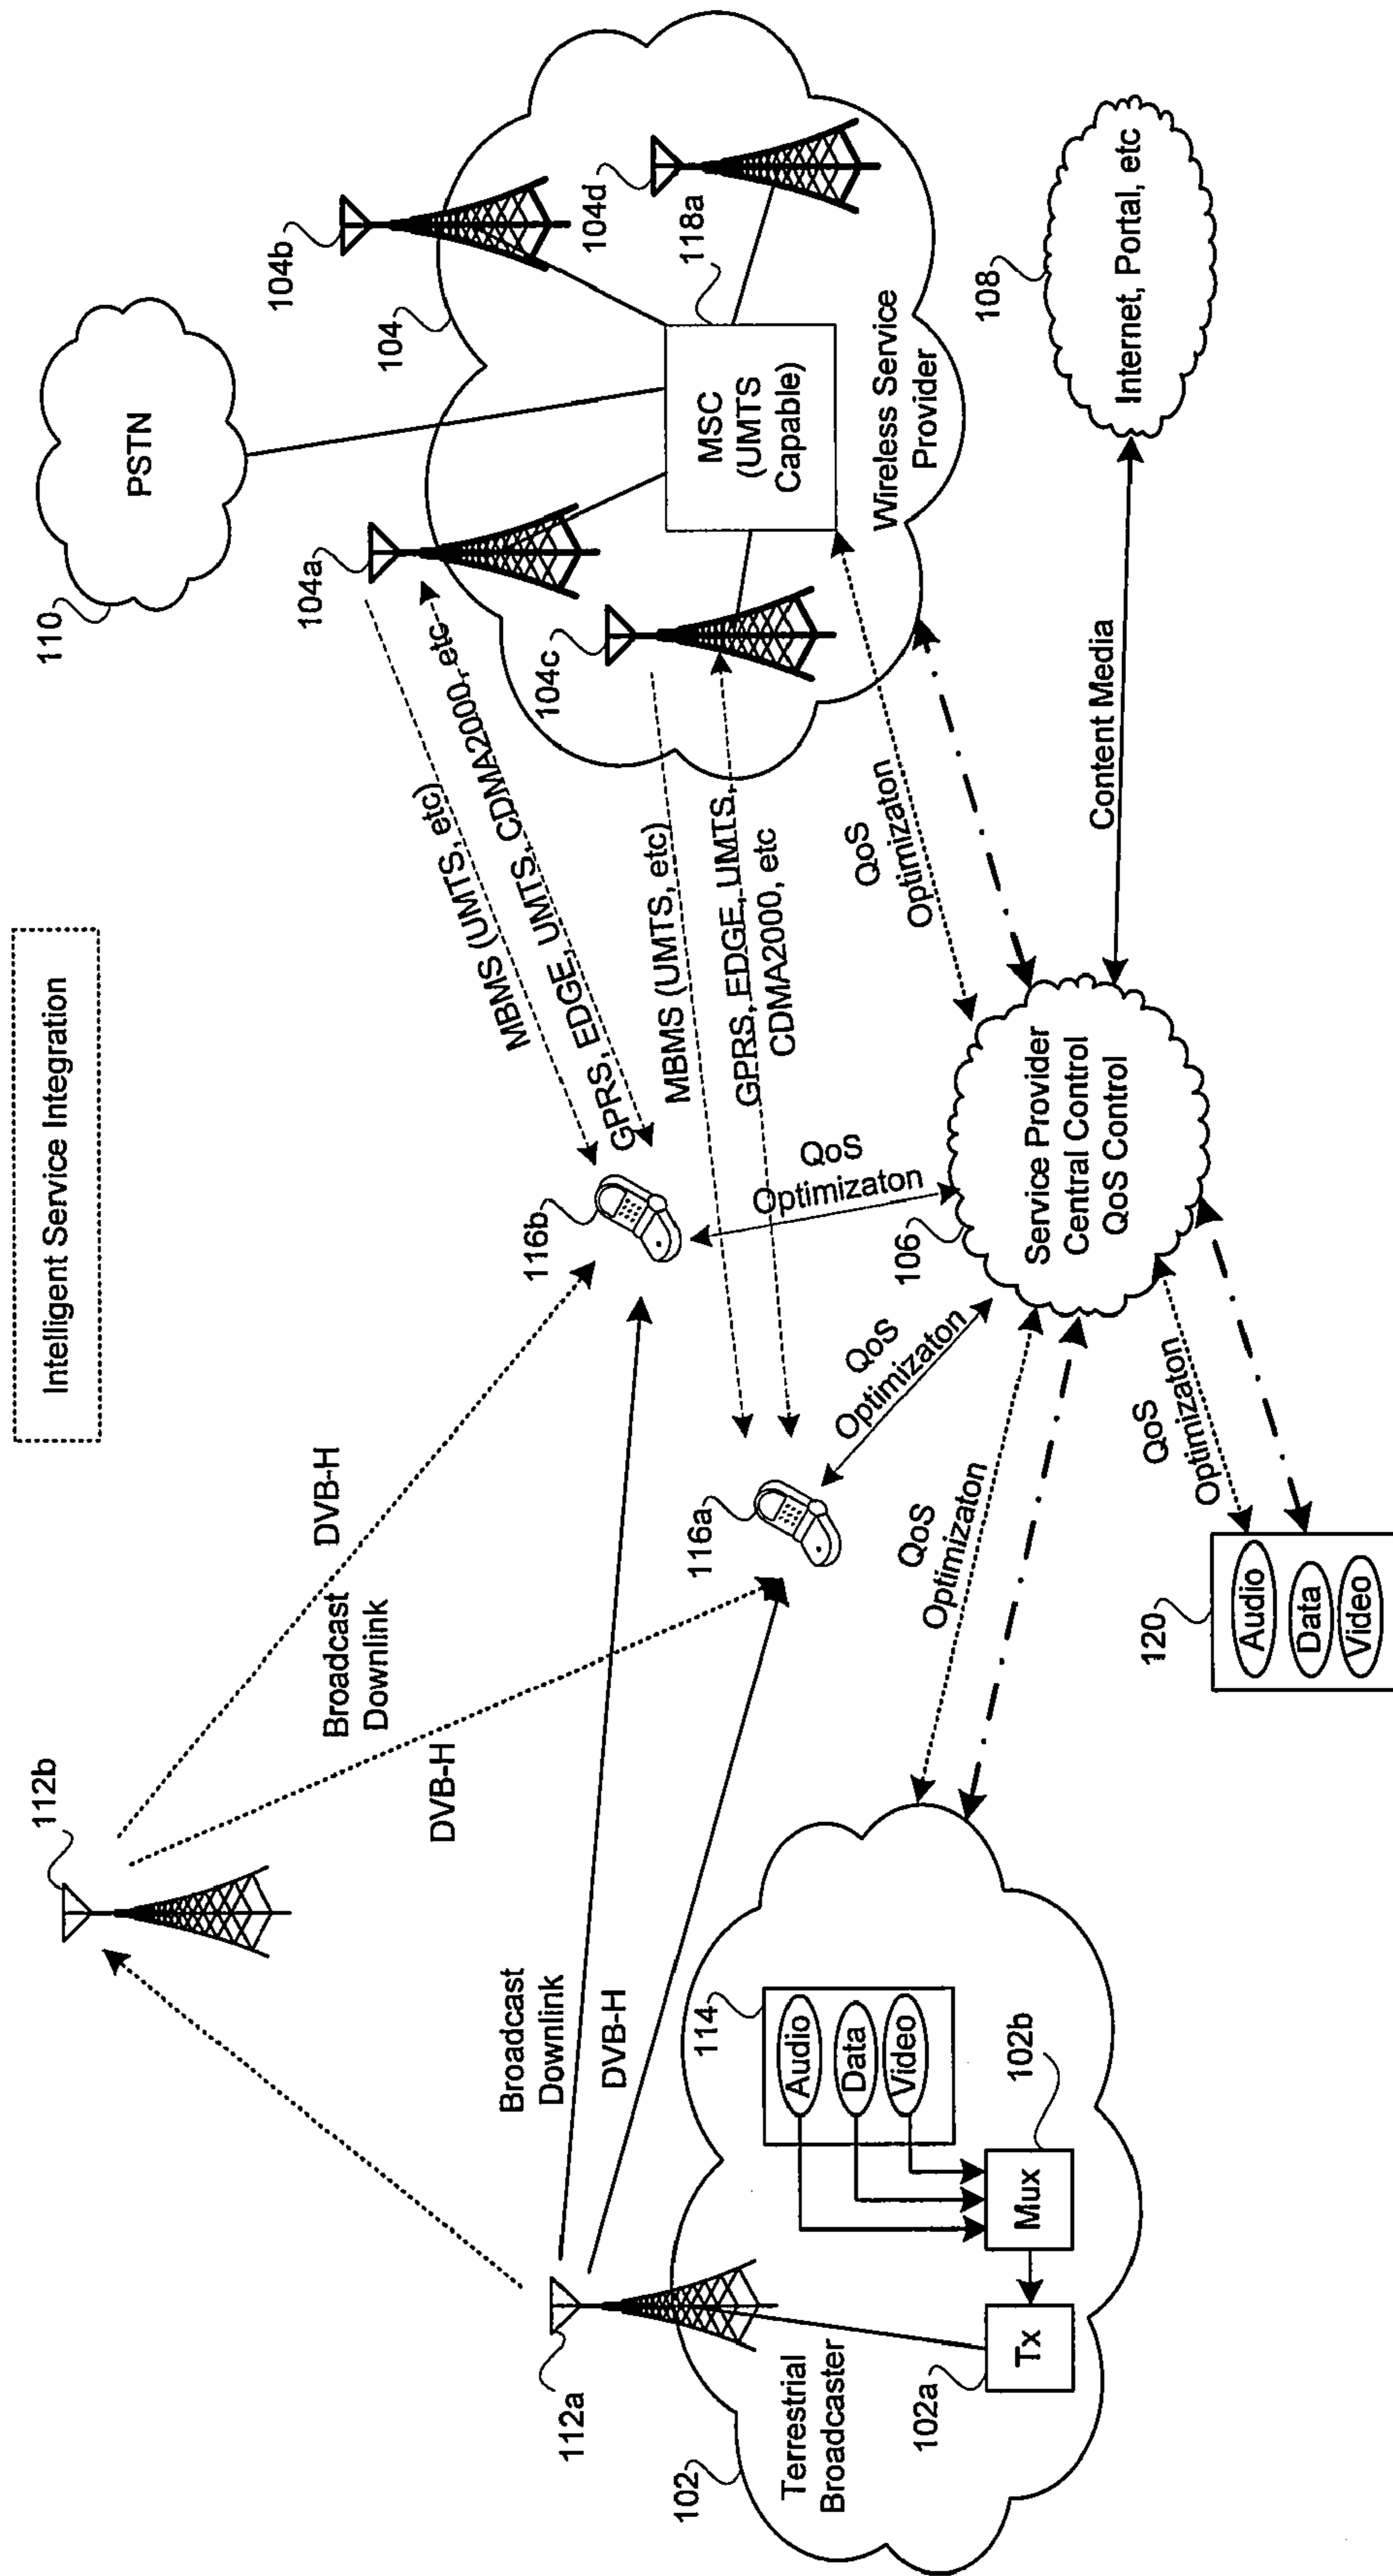 Intelligent Service Integration
112b
DVB-H
Broadcast
Downlink
DVB-H
110
PSTN
104b
104
104a
104d
118a
104c
MSC
(UMTS
Capable)
Wireless Service
Provider
MBMS (UMTS, etc)
GPRS, EDGE, UMTS, CDMA2000, etc
MBMS (UMTS, etc)
GPRS, EDGE, UMTS,
CDMA2000, etc
116b
116a
112a
Broadcast
Downlink
DVB-H
QoS
Optimizaton
QoS
Optimizaton
QoS
Optimizaton
QoS
Optimizaton
QoS
Optimizaton
106
Service Provider
Central Control
QoS Control
108
Internet, Portal, etc
Content Media
102
Terrestrial
Broadcaster
114
Audio
Data
Video
102a
Tx
Mux
102b
120
Audio
Data
Video